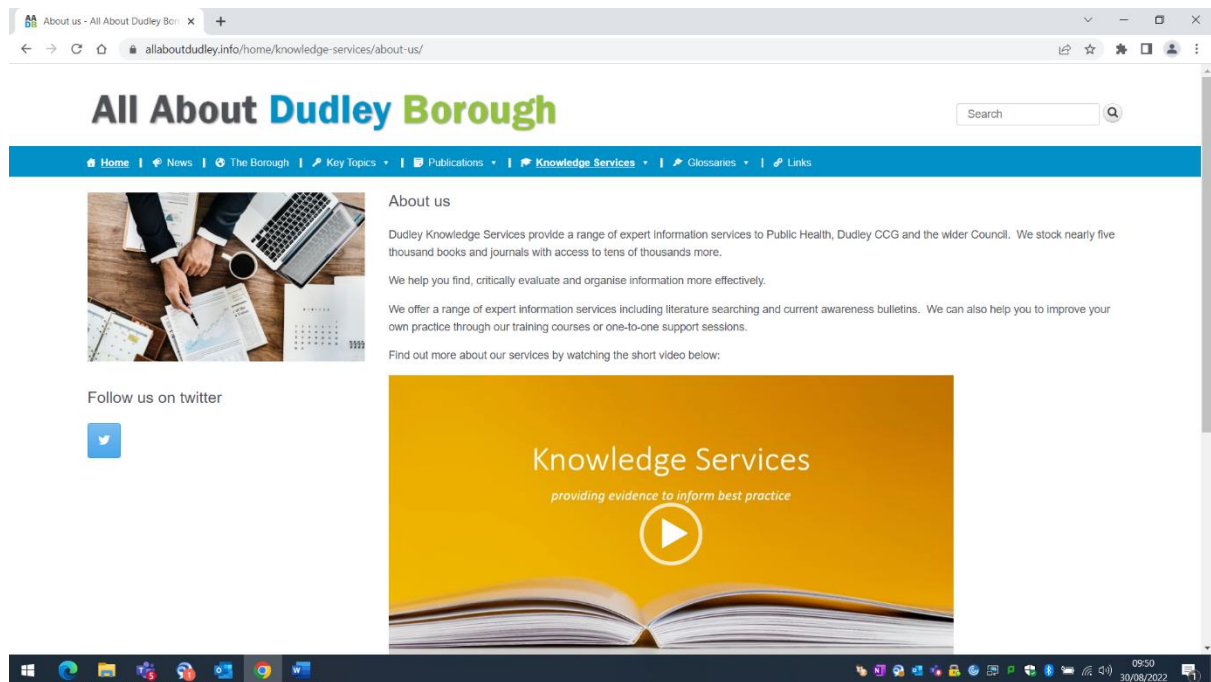 About us - All About Dudley Bor
allaboutdudley.info/home/knowledge-services/about-us/
All About Dudley Borough
Search
Home | News | The Borough | Key Topics | Publications | Knowledge Services | Glossaries | Links
About us
Dudley Knowledge Services provide a range of expert information services to Public Health, Dudley CCG and the wider Council. We stock nearly five
thousand books and journals with access to tens of thousands more.
We help you find, critically evaluate and organise information more effectively.
We offer a range of expert information services including literature searching and current awareness bulletins. We can also help you to improve your
own practice through our training courses or one-to-one support sessions.
Find out more about our services by watching the short video below:
Follow us on twitter
Knowledge Services
providing evidence to inform best practice
09:50
30/08/2022